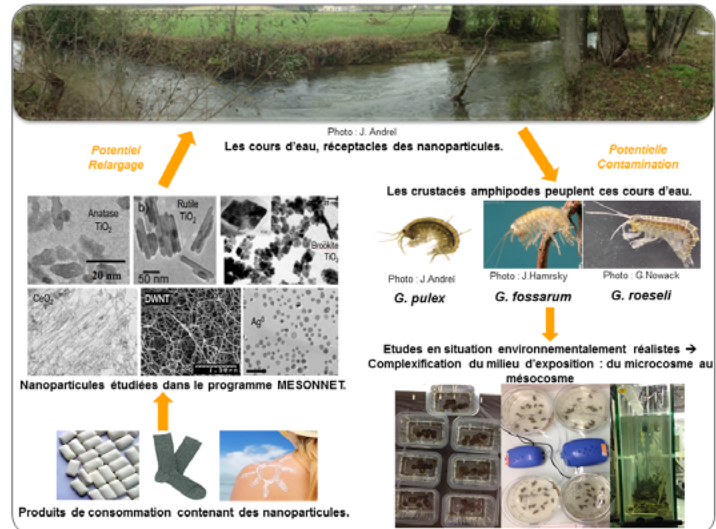 Photo : J. Andreï
Les cours d'eau, réceptacles des nanoparticules.
Potentiel
Relargage
Potentielle
Contamination
Les crustacés amphipodes peuplent ces cours d'eau.
Anatase
TiO2
20 nm
b)
Rutile
TiO2
50 nm
Brookite
TiO2
CeO2
DWNT
Ag0
Nanoparticules étudiées dans le programme MESONNET.
Photo : J.Andreï
G. pulex
Photo : J.Hamrsky
G. fossarum
Photo : G.Nowack
G. roeseli
Etudes en situation environnementalement réalistes →
Complexification du milieu d'exposition : du microcosme au
mésocosme
Produits de consommation contenant des nanoparticules.